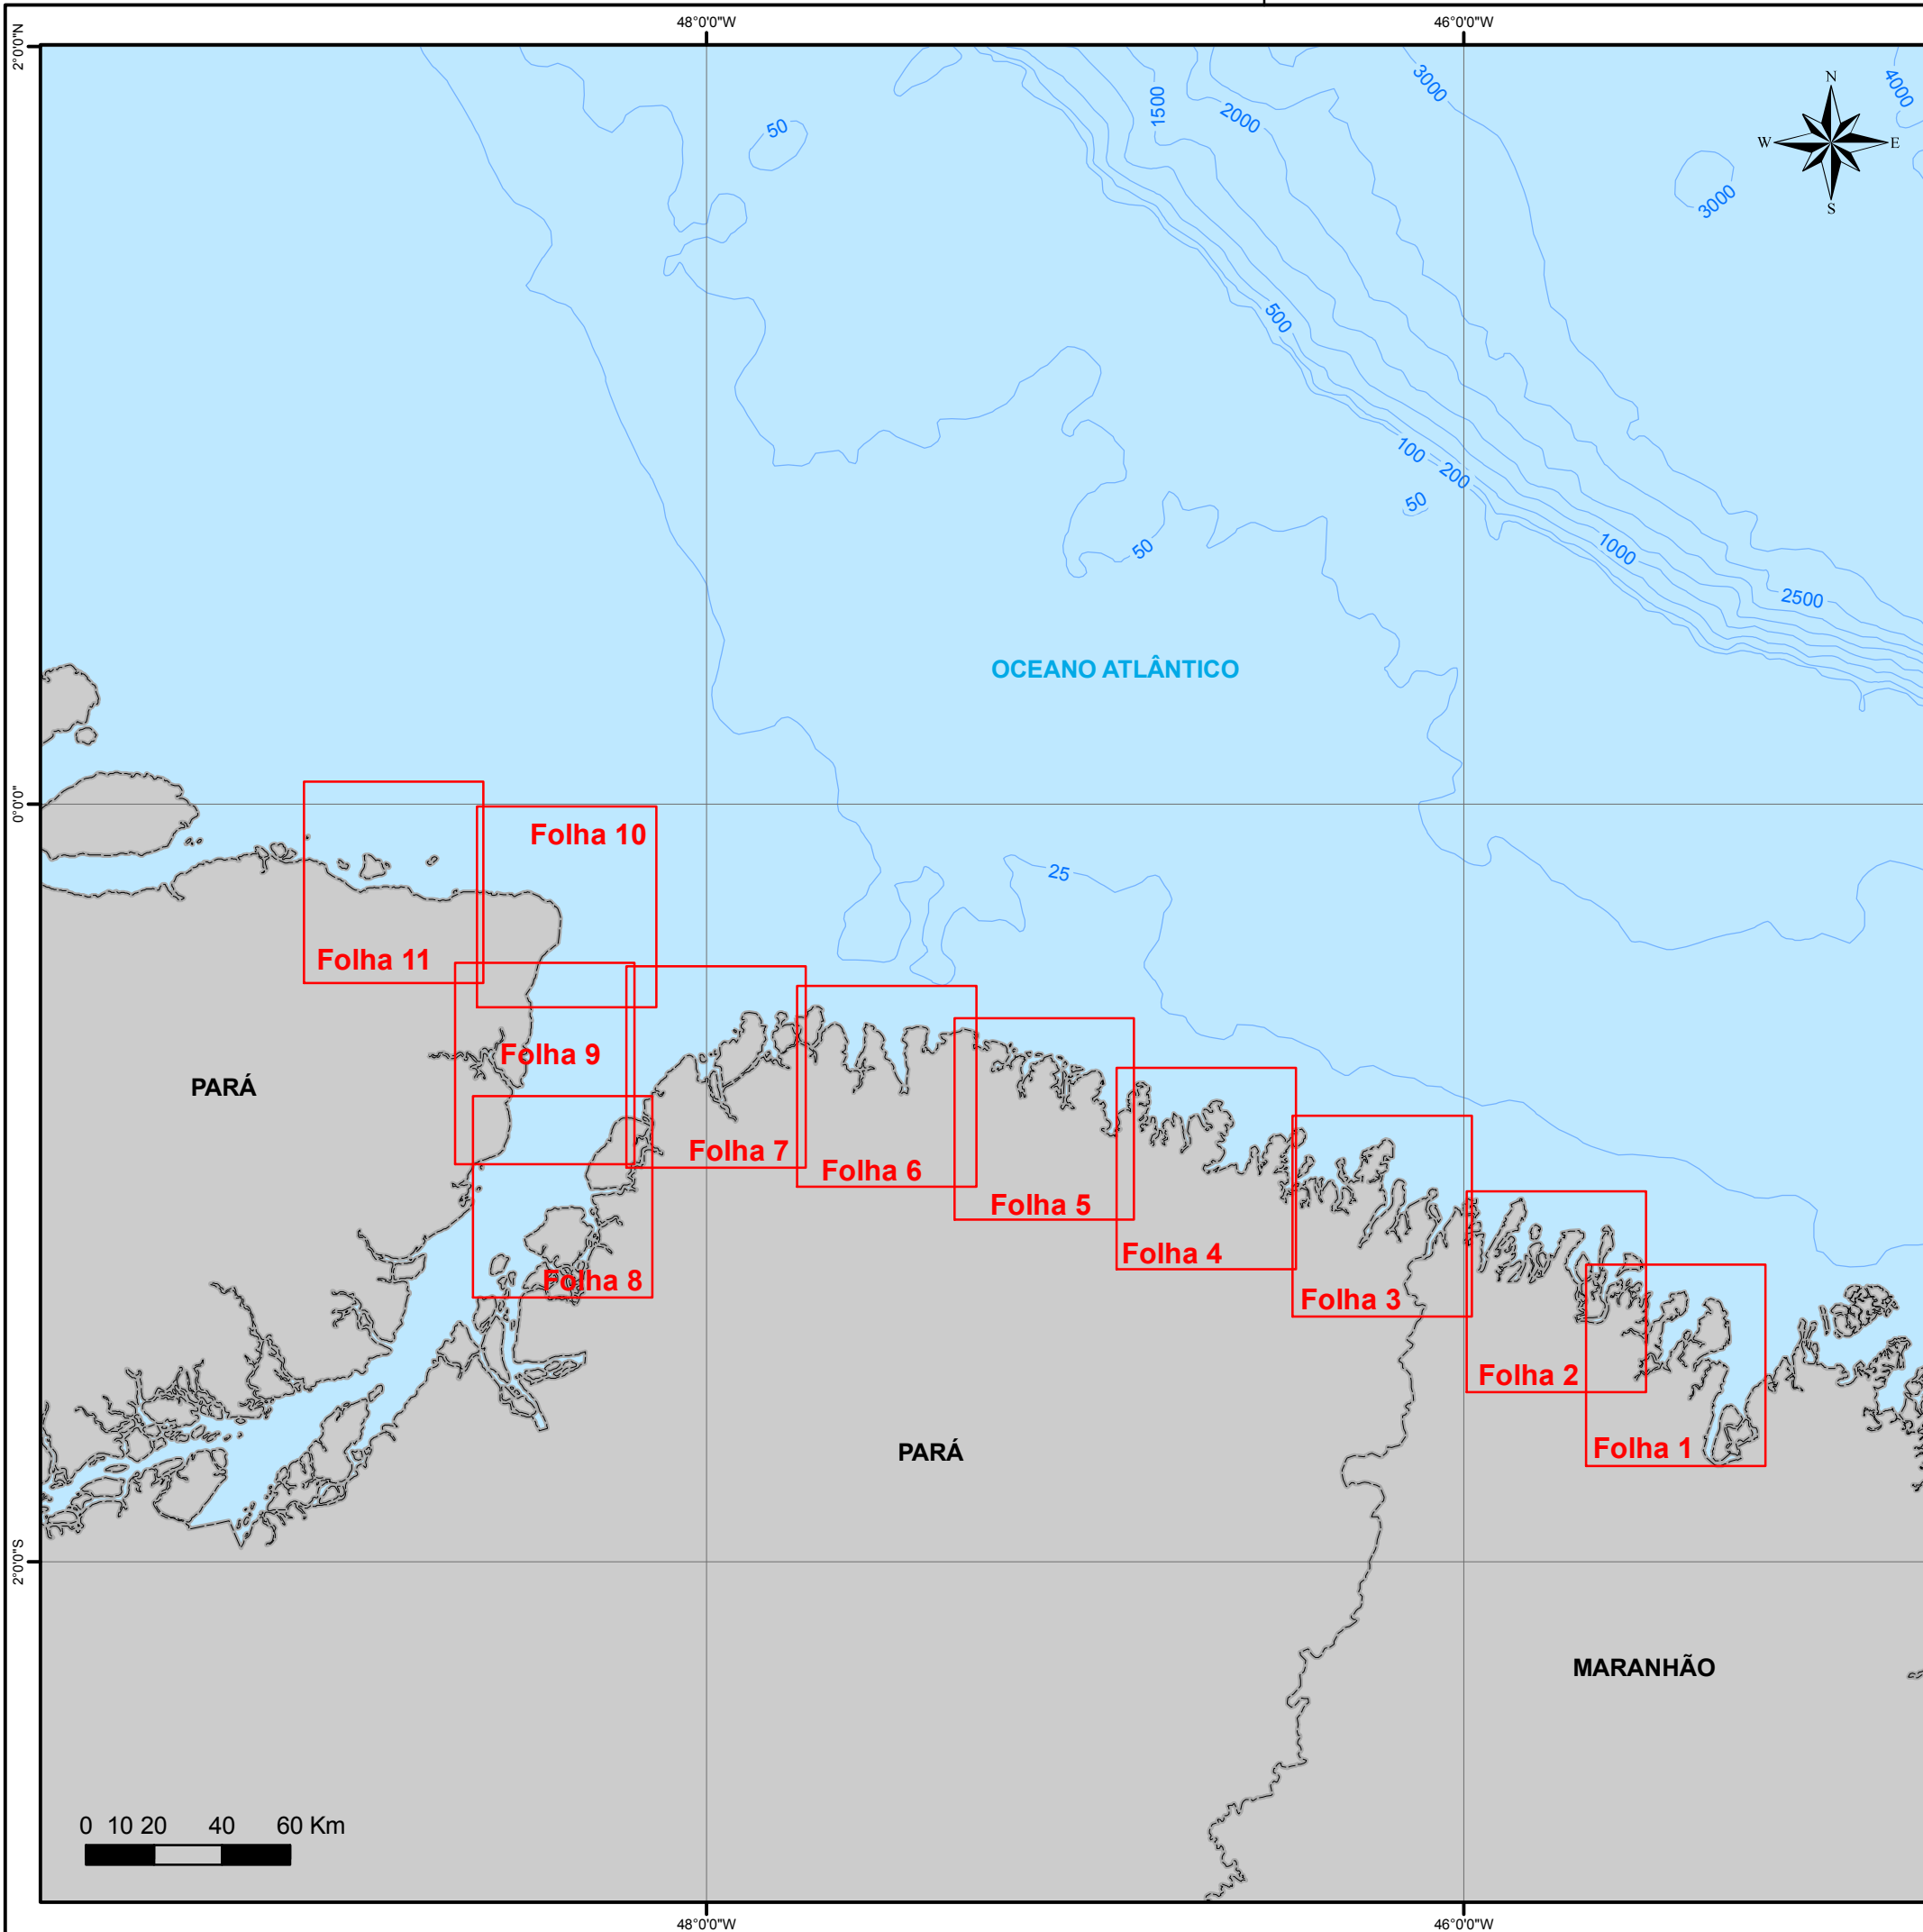 48°0'0"W
46°0'0"W
2°0'0"N
3000
4000
1500
2000
50
N
W
E
S
3000
500
100
200
50
50
1000
2500
OCEANO ATLÂNTICO
0°0'0"
Folha 10
25
Folha 11
Folha 9
PARÁ
Folha 7
Folha 6
Folha 5
Folha 4
Folha 8
Folha 3
Folha 2
Folha 1
PARÁ
2°0'0"S
MARANHÃO
0 10 20 40 60 Km
48°0'0"W
46°0'0"W